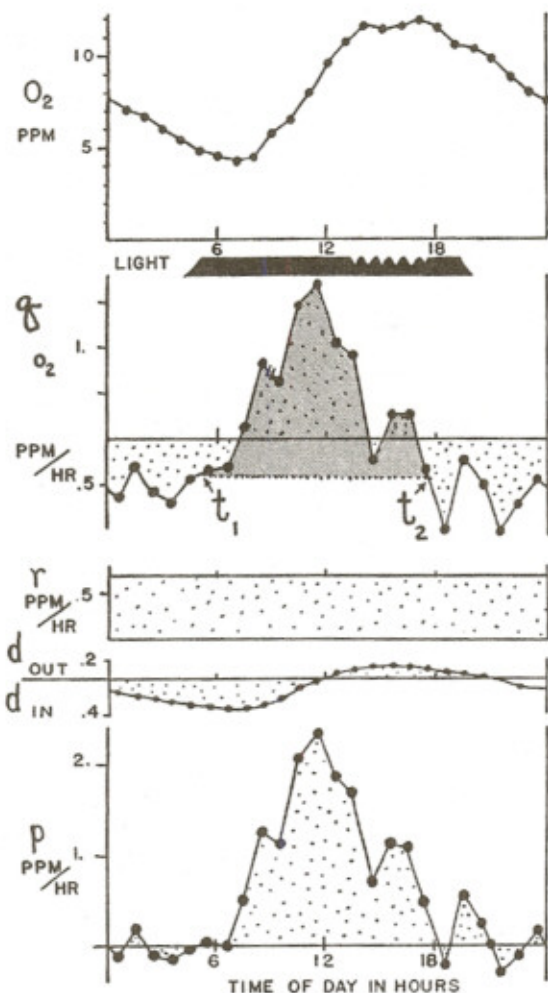 10
O₂
PPM
5
6 12 18
LIGHT
q
O₂
1.
PPM
/HR
.5
t₁ t₂
r
PPM
/HR
.5
d OUT .2
d IN .4
2.
p
PPM
/HR
1.
6 12 18
TIME OF DAY IN HOURS